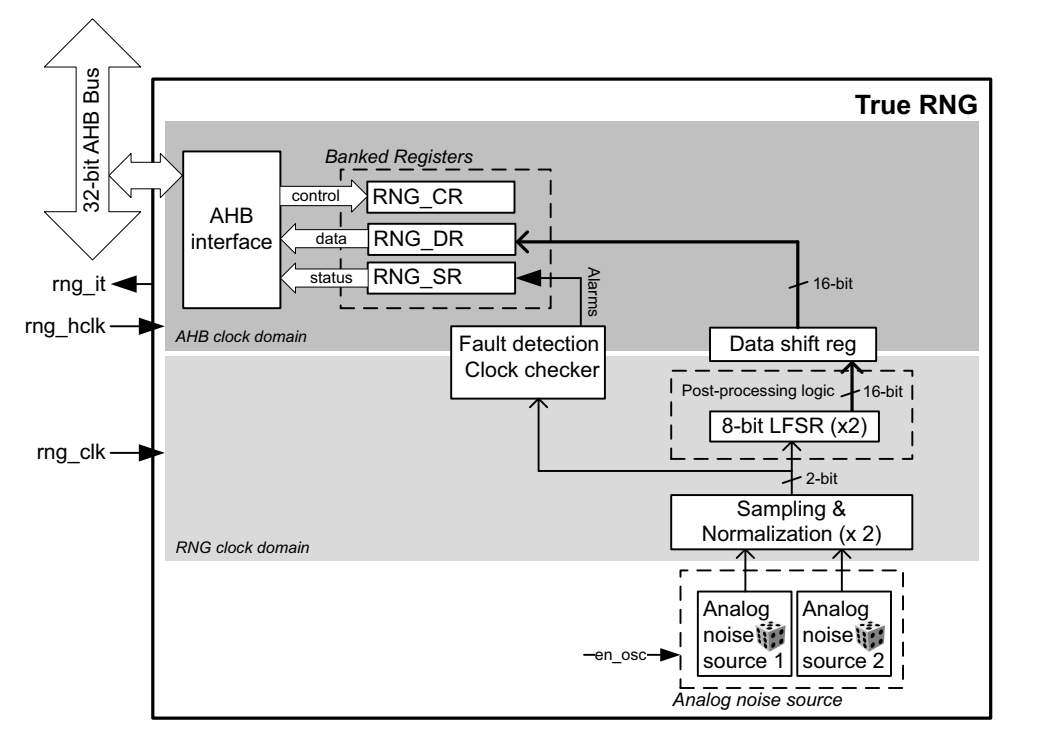 True RNG
32-bit AHB Bus
Banked Registers
AHB
interface
control
RNG_CR
data
RNG_DR
status
RNG_SR
Alarms
16-bit
rng_it
rng_hclk
AHB clock domain
Fault detection
Clock checker
Data shift reg
Post-processing logic
16-bit
8-bit LFSR (x2)
rng_clk
2-bit
Sampling &
Normalization (x 2)
RNG clock domain
Analog
noise
source 1
Analog
noise
source 2
en_osc
Analog noise source